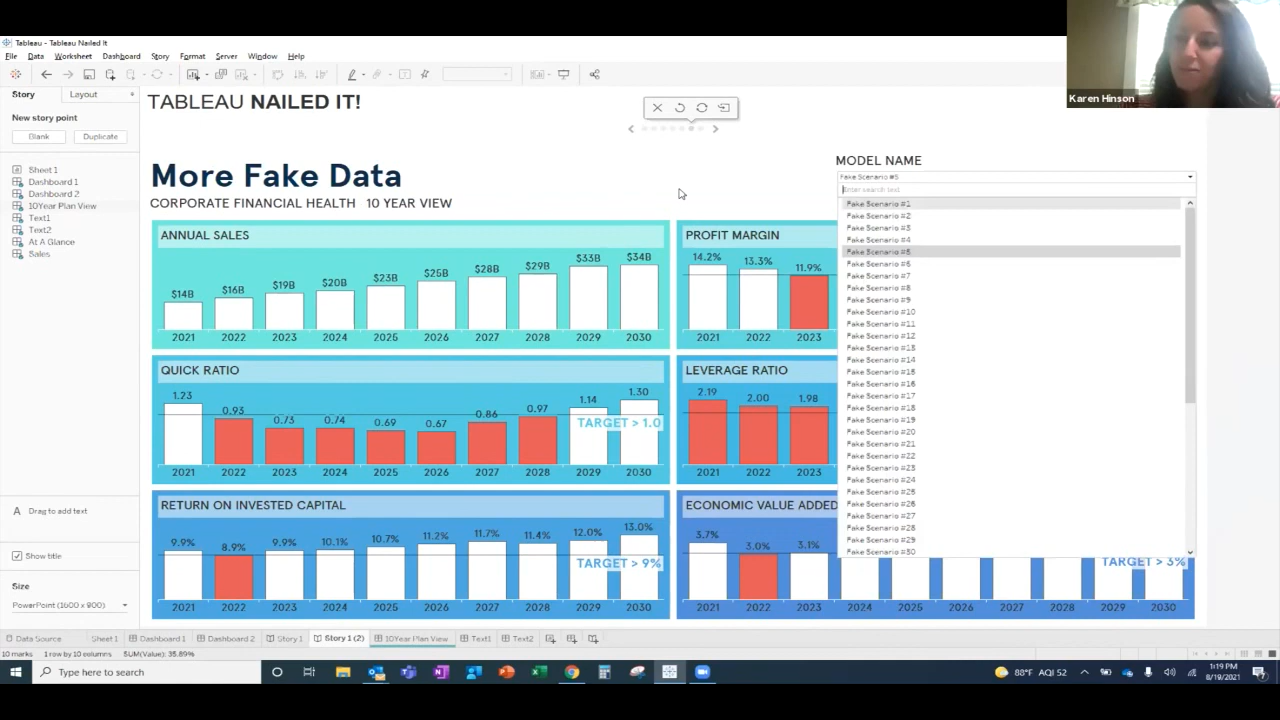 Tableau - Tableau Nailed It
File Data Worksheet Dashboard Story Format Server Window Help
Karen Hinson
Story Layout
New story point
Blank Duplicate
Sheet 1
Dashboard 1
Dashboard 2
10Year Plan View
Text1
Text2
At A Glance
Sales
Drag to add text
Show title
Size
PowerPoint (1600 x 900)
TABLEAU NAILED IT!
More Fake Data
CORPORATE FINANCIAL HEALTH 10 YEAR VIEW
MODEL NAME
Fake Scenario #5
Enter search text
Fake Scenario #1
Fake Scenario #2
Fake Scenario #3
Fake Scenario #4
Fake Scenario #5
Fake Scenario #6
Fake Scenario #7
Fake Scenario #8
Fake Scenario #9
Fake Scenario #10
Fake Scenario #11
Fake Scenario #12
Fake Scenario #13
Fake Scenario #14
Fake Scenario #15
Fake Scenario #16
Fake Scenario #17
Fake Scenario #18
Fake Scenario #19
Fake Scenario #20
Fake Scenario #21
Fake Scenario #22
Fake Scenario #23
Fake Scenario #24
Fake Scenario #25
Fake Scenario #26
Fake Scenario #27
Fake Scenario #28
Fake Scenario #29
Fake Scenario #30
ANNUAL SALES
$14B $16B $19B $20B $23B $25B $28B $29B $33B $34B
2021 2022 2023 2024 2025 2026 2027 2028 2029 2030
PROFIT MARGIN
14.2% 13.3% 11.9%
2021 2022 2023
QUICK RATIO
1.23 0.93 0.73 0.74 0.69 0.67 0.86 0.97 1.14 1.30
TARGET > 1.0
2021 2022 2023 2024 2025 2026 2027 2028 2029 2030
LEVERAGE RATIO
2.19 2.00 1.98
2021 2022 2023
RETURN ON INVESTED CAPITAL
9.9% 8.9% 9.9% 10.1% 10.7% 11.2% 11.7% 11.4% 12.0% 13.0%
TARGET > 9%
2021 2022 2023 2024 2025 2026 2027 2028 2029 2030
ECONOMIC VALUE ADDED
3.7% 3.0% 3.1%
TARGET > 3%
2021 2022 2023 2024 2025 2026 2027 2028 2029 2030
Data Source Sheet 1 Dashboard 1 Dashboard 2 Story 1 Story 1 (2) 10Year Plan View Text1 Text2
10 marks 1 row by 10 columns SUM(Value): 35.89%
Type here to search
88°F AQI 52
1:19 PM
8/19/2021